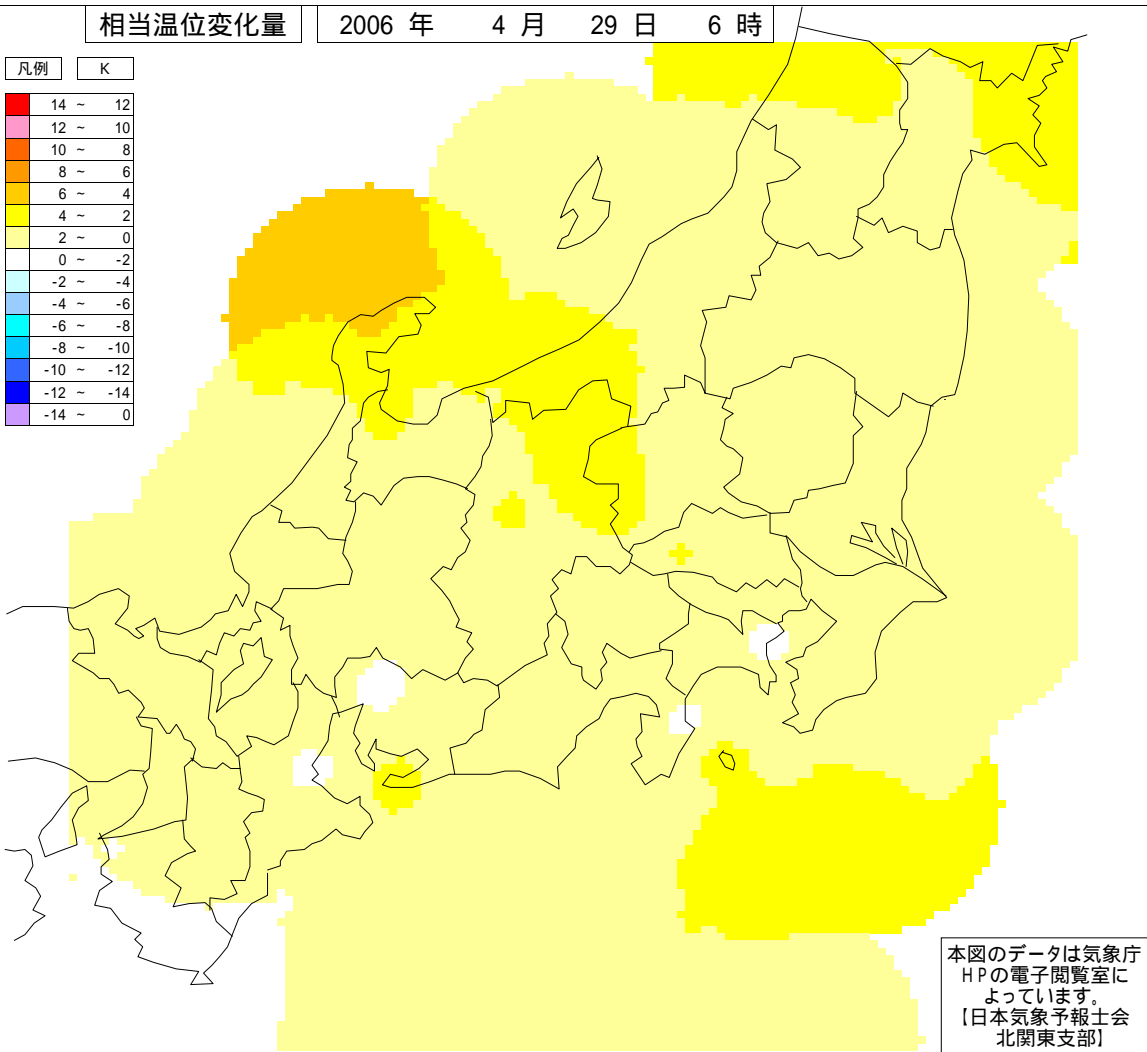 相当温位変化量
2006 年 4 月 29 日 6 時
凡例 K
14 ~ 12
12 ~ 10
10 ~ 8
8 ~ 6
6 ~ 4
4 ~ 2
2 ~ 0
0 ~ -2
-2 ~ -4
-4 ~ -6
-6 ~ -8
-8 ~ -10
-10 ~ -12
-12 ~ -14
-14 ~ 0
本図のデータは気象庁
HPの電子閲覧室に
よっています。
【日本気象予報士会
北関東支部】